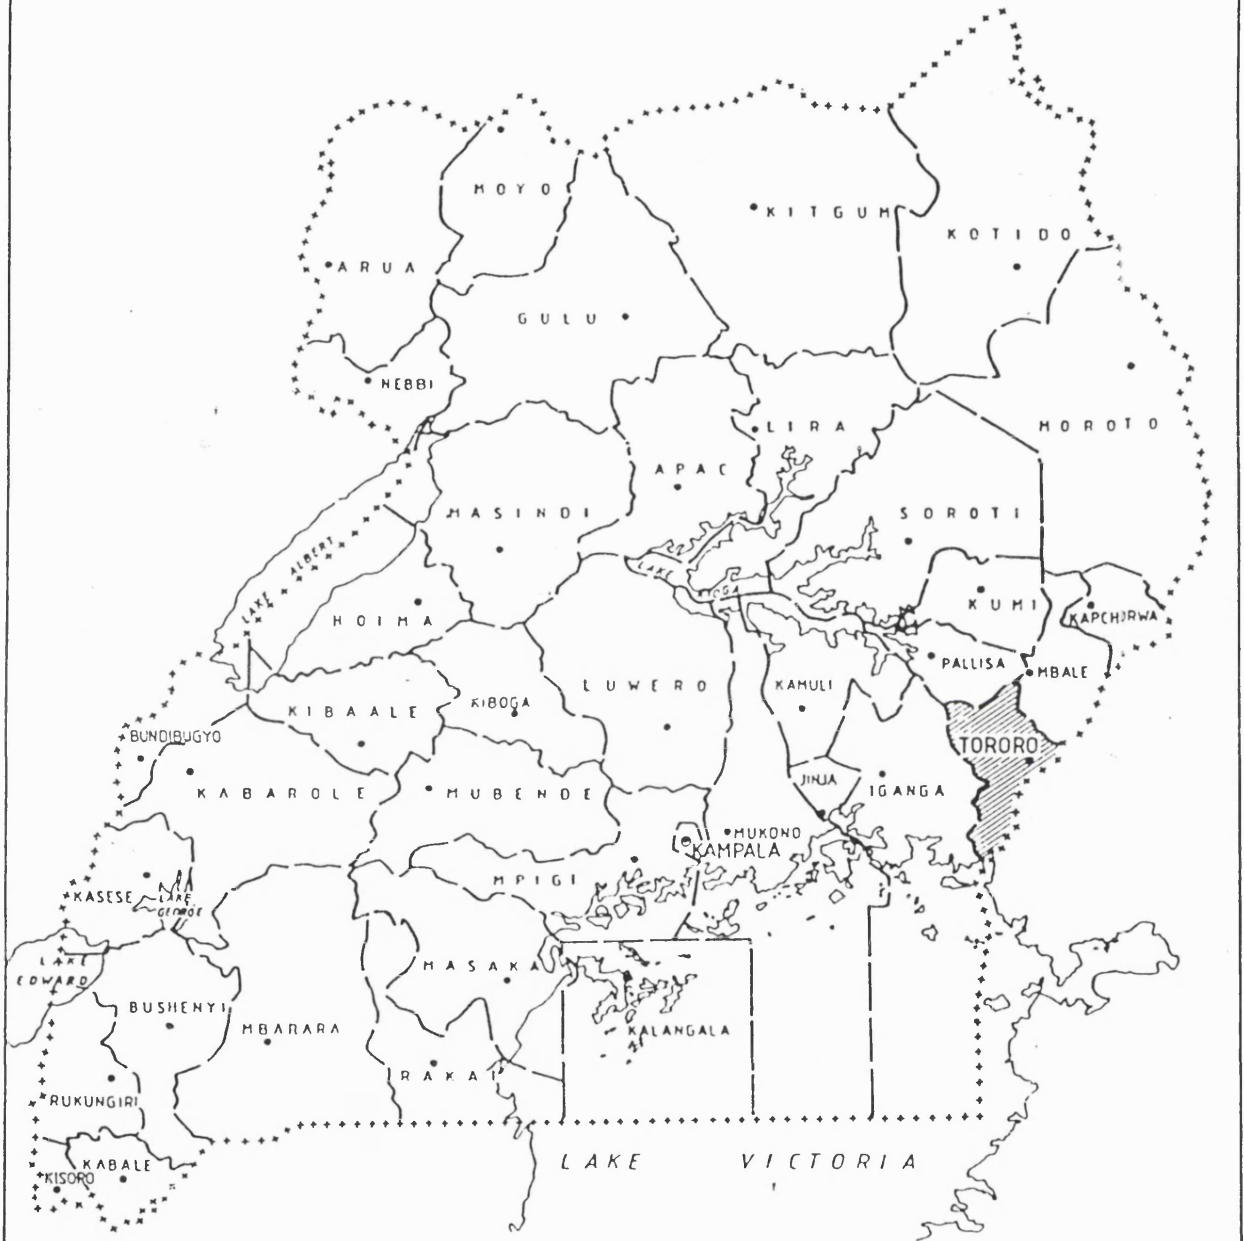 MOYO
KITGUM
KOTIDO
ARUA
GULU
NEBBI
LIRA
MOROTO
APAC
MASINDI
SOROTI
LAKE ALBERT
LAKE KYOGA
HOIMA
KUMI
KAPCHORWA
PALLISA
MBALE
LUWERO
KAMULI
KIBAALE
KIBOGA
BUNDIBUGYO
TORORO
KABAROLE
MUBENDE
JINJA
IGANGA
MUKONO
KAMPALA
MPIGI
KASESE
LAKE
GEORGE
LAKE
EDWARD
MASAKA
BUSHENYI
MBARARA
KALANGALA
RAKAI
RUKUNGIRI
KABALE
KISORO
LAKE VICTORIA